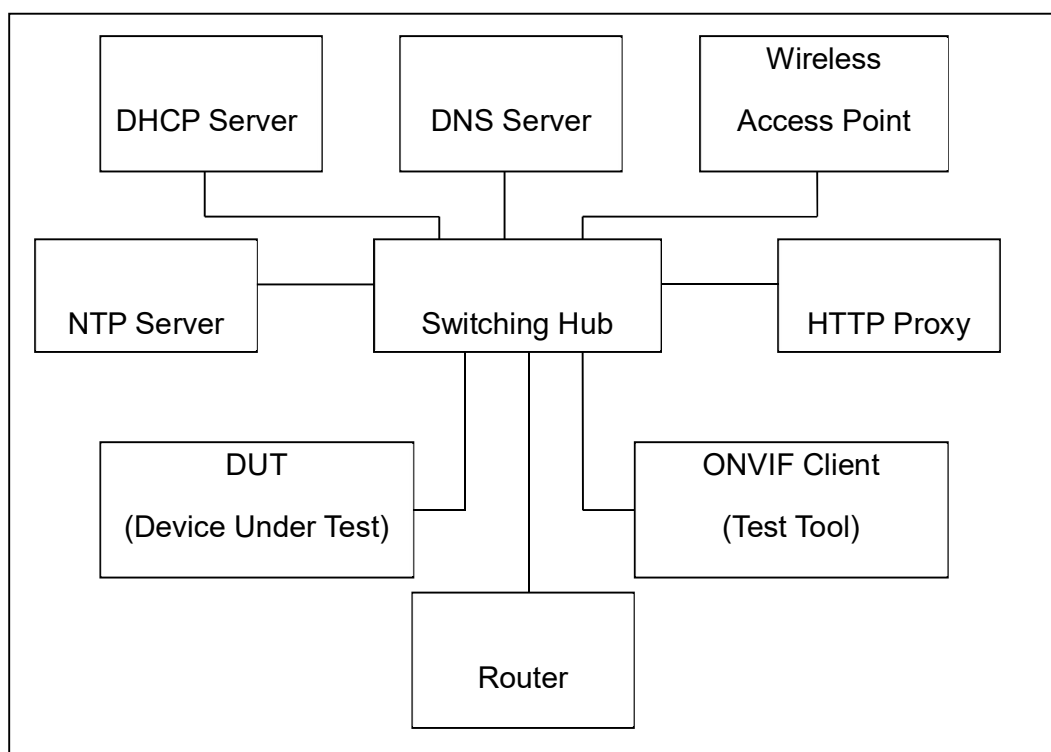 DHCP Server
DNS Server
Wireless
Access Point
NTP Server
Switching Hub
HTTP Proxy
DUT
(Device Under Test)
ONVIF Client
(Test Tool)
Router